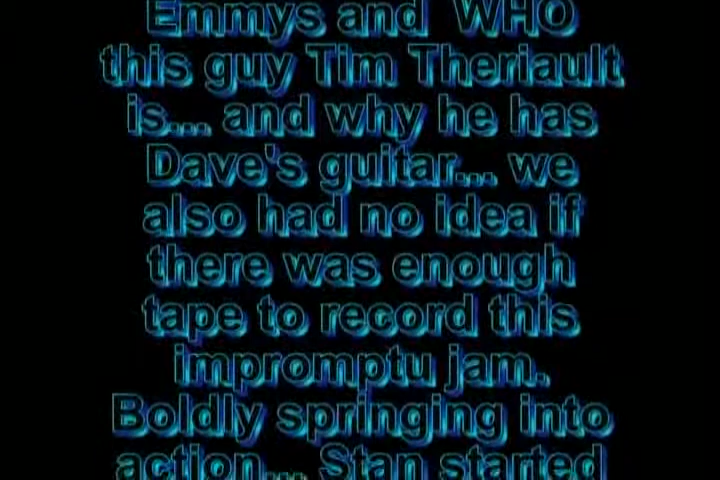 Emmys and WHO
this guy Tim Theriault
is... and why he has
Dave's guitar... we
also had no idea if
there was enough
tape to record this
impromptu jam.
Boldly springing into
action... Stan started